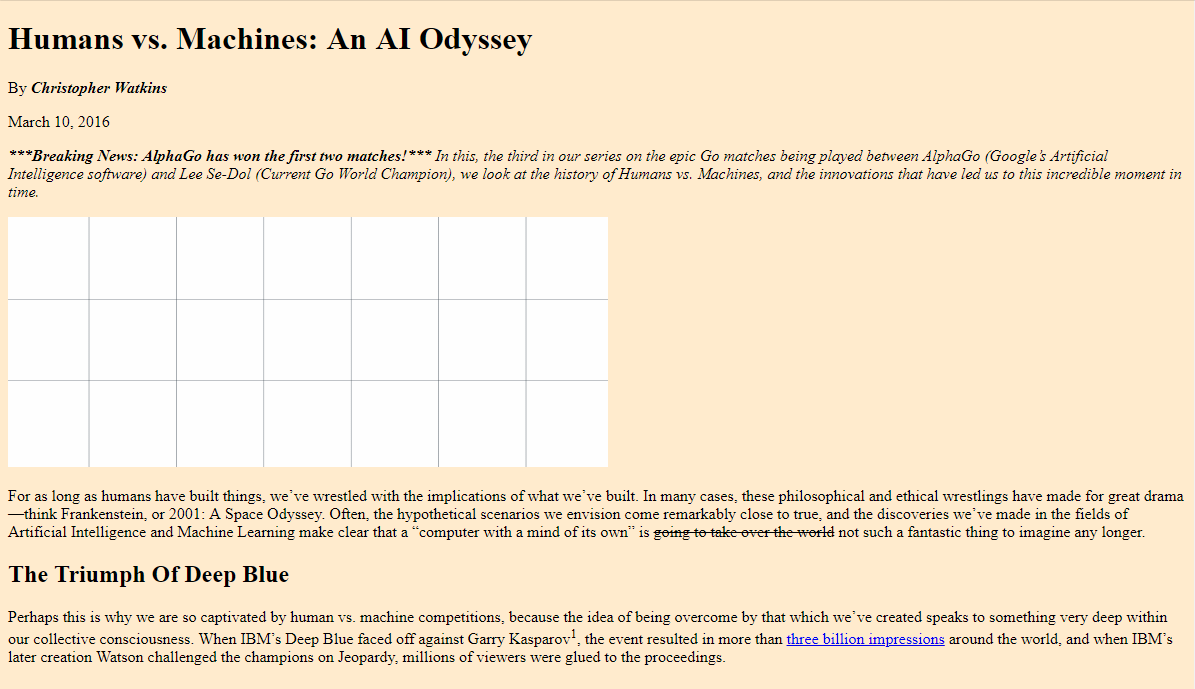 Humans vs. Machines: An AI Odyssey
By Christopher Watkins
March 10, 2016
***Breaking News: AlphaGo has won the first two matches!*** In this, the third in our series on the epic Go matches being played between AlphaGo (Google’s Artificial
Intelligence software) and Lee Se-Dol (Current Go World Champion), we look at the history of Humans vs. Machines, and the innovations that have led us to this incredible moment in
time.
For as long as humans have built things, we’ve wrestled with the implications of what we’ve built. In many cases, these philosophical and ethical wrestlings have made for great drama
—think Frankenstein, or 2001: A Space Odyssey. Often, the hypothetical scenarios we envision come remarkably close to true, and the discoveries we’ve made in the fields of
Artificial Intelligence and Machine Learning make clear that a “computer with a mind of its own” is going to take over the world not such a fantastic thing to imagine any longer.
The Triumph Of Deep Blue
Perhaps this is why we are so captivated by human vs. machine competitions, because the idea of being overcome by that which we’ve created speaks to something very deep within
our collective consciousness. When IBM’s Deep Blue faced off against Garry Kasparov1, the event resulted in more than three billion impressions around the world, and when IBM’s
later creation Watson challenged the champions on Jeopardy, millions of viewers were glued to the proceedings.